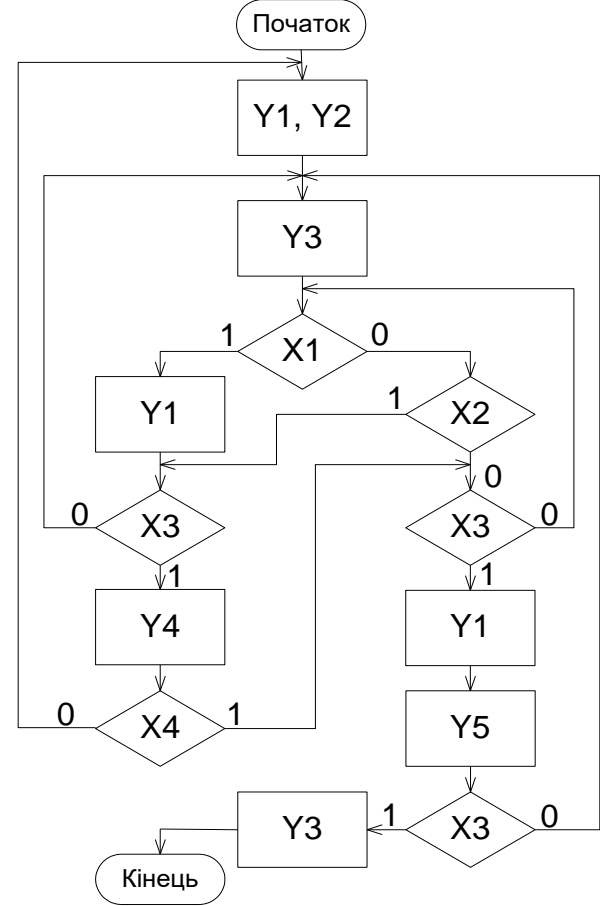 Початок
Y1, Y2
Y3
1 X1 0
Y1
1 X2
0
0 X3
X3 0
1
1
Y4
Y1
0 X4 1
Y5
Y3
1 X3 0
Кінець